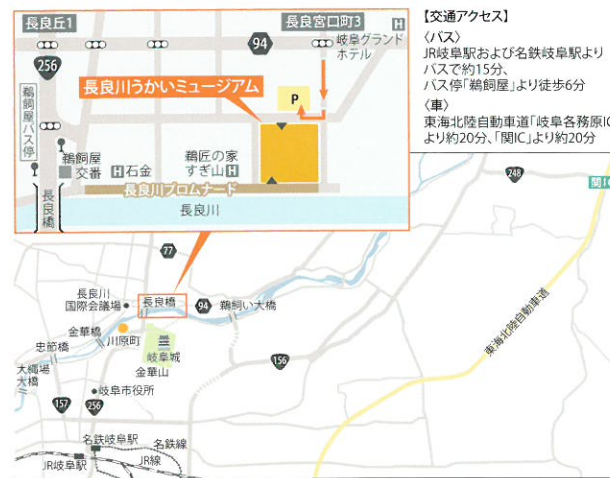 長良丘1
長良宮口町3
H
94
岐阜グランド
ホテル
256
長良川うかいミュージアム
P
鵜飼屋バス停
鵜飼屋
交番
H石金
鵜匠の家
すぎ山H
長良川プロムナード
長良橋
長良川
【交通アクセス】
〈バス〉
JR岐阜駅および名鉄岐阜駅より
バスで約15分、
バス停「鵜飼屋」より徒歩6分
〈車〉
東海北陸自動車道「岐阜各務原IC
より約20分、「関IC」より約20分
248
関IC
77
長良川
国際会議場
長良橋
94
鵜飼い大橋
川原町
金華橋
忠節橋
岐阜城
金華山
大縄場
大橋
156
東海北陸自動車道
岐阜市役所
157
256
名鉄岐阜駅
名鉄線
JR岐阜駅
JR線